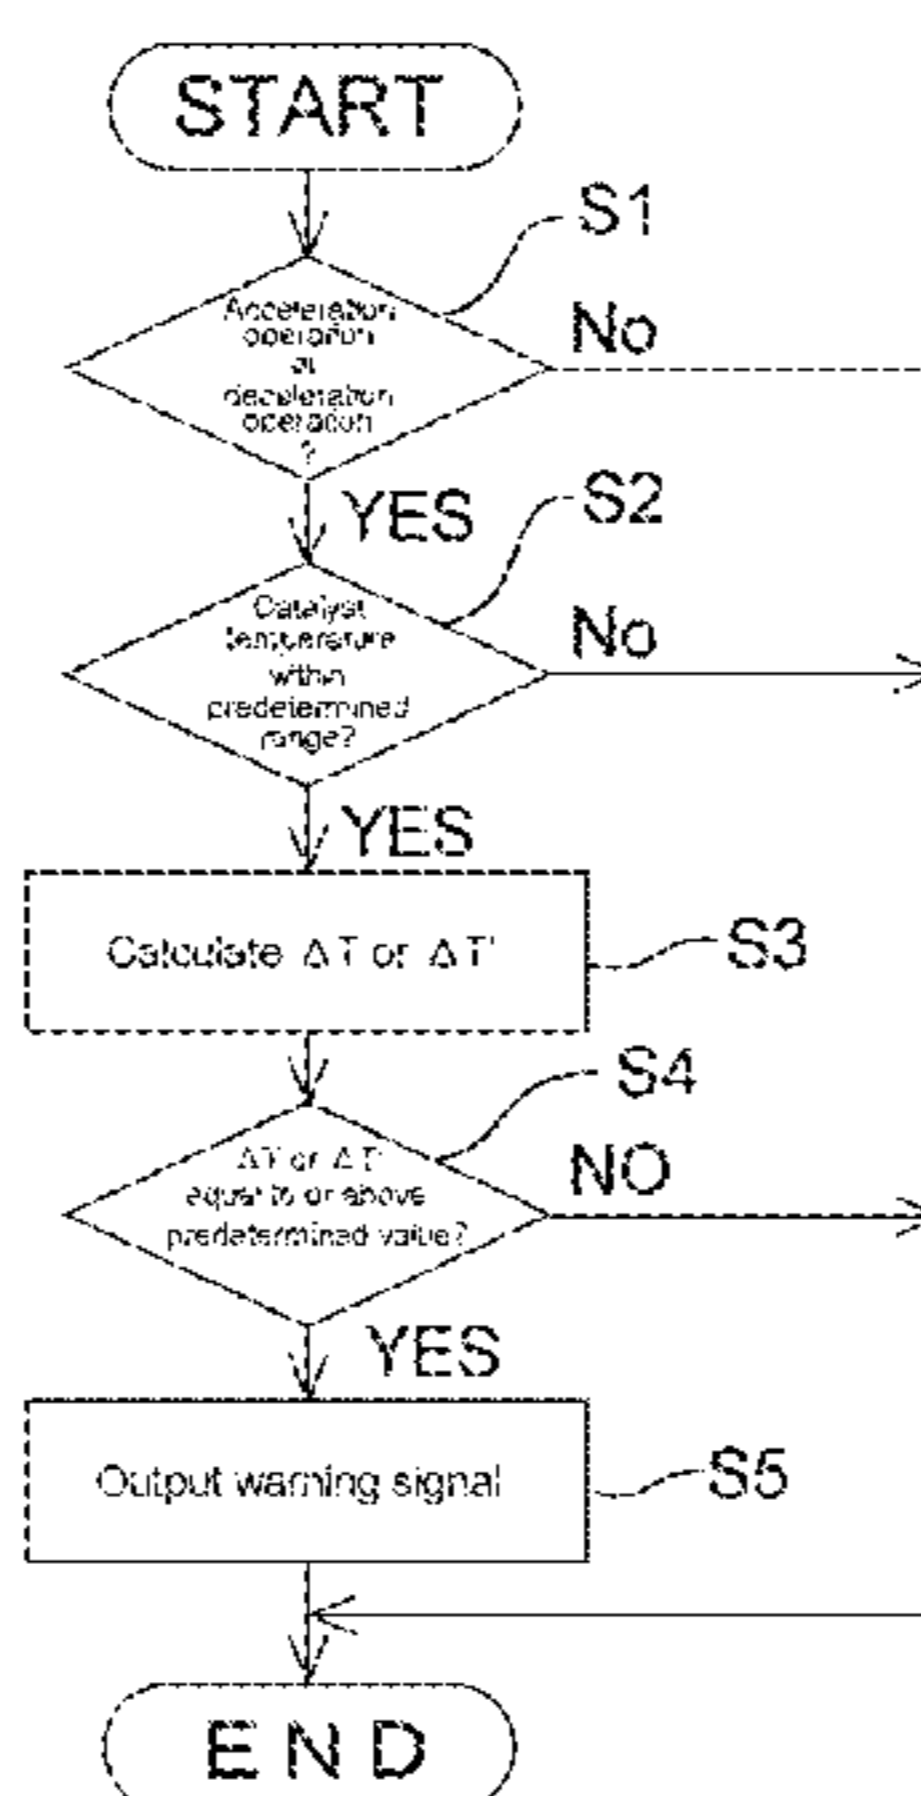 START
S1
Acceleration
operation
or
deceleration
operation
?
No
YES
S2
Catalyst
temperature
within
predetermined
range?
No
YES
Calculate ΔT or ΔT'
S3
S4
ΔT or ΔT'
equal to or above
predetermined value?
NO
YES
Output warning signal
S5
END